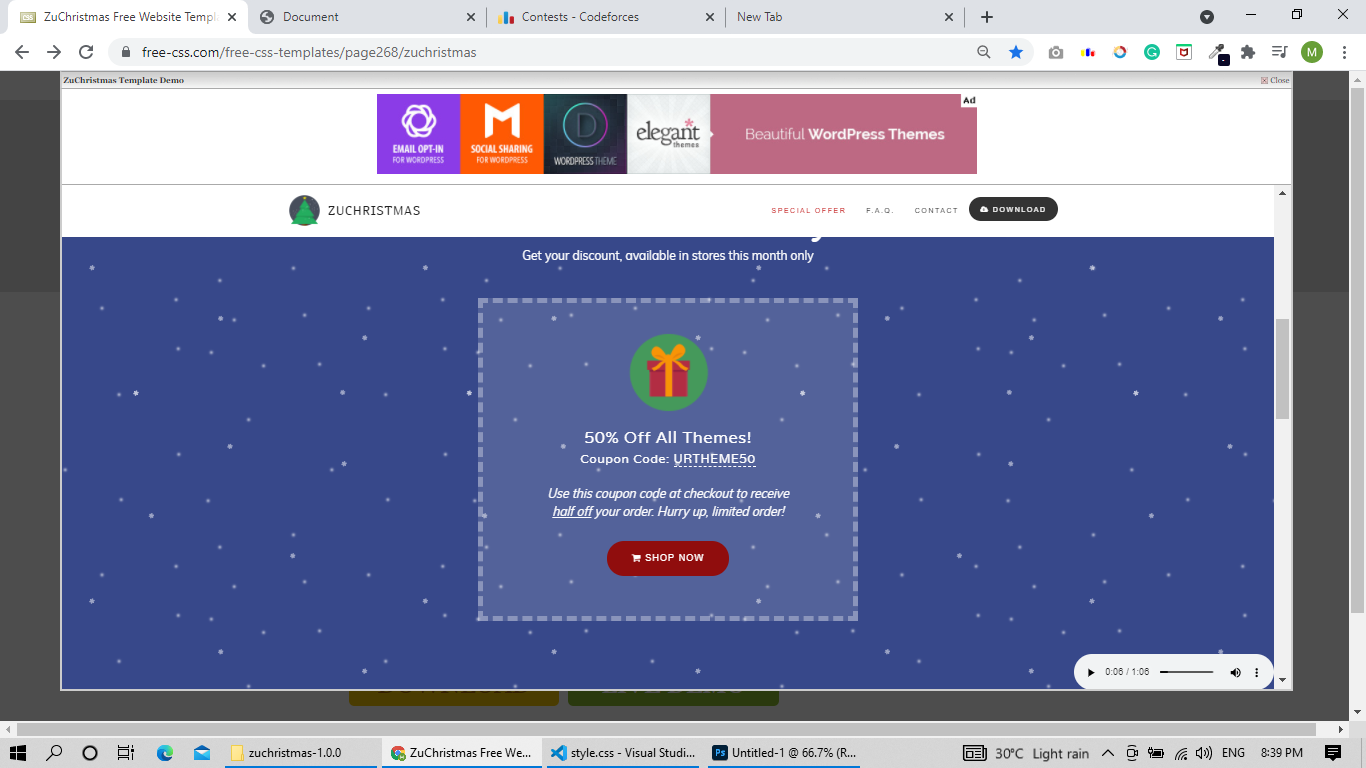 ZuChristmas Free Website Templ
Document
Contests - Codeforces
New Tab
free-css.com/free-css-templates/page268/zuchristmas
M
ZuChristmas Template Demo
Close
EMAIL OPT-IN
FOR WORDPRESS
SOCIAL SHARING
FOR WORDPRESS
D
WORDPRESS THEME
elegant
themes
Beautiful WordPress Themes
Ad
ZUCHRISTMAS
SPECIAL OFFER
F.A.Q.
CONTACT
DOWNLOAD
Get your discount, available in stores this month only
50% Off All Themes!
Coupon Code: URTHEME50
Use this coupon code at checkout to receive
half off your order. Hurry up, limited order!
SHOP NOW
0:06 / 1:06
zuchristmas-1.0.0
ZuChristmas Free We...
style.css - Visual Studi...
Ps
Untitled-1 @ 66.7% (R...
30°C Light rain
ENG
8:39 PM